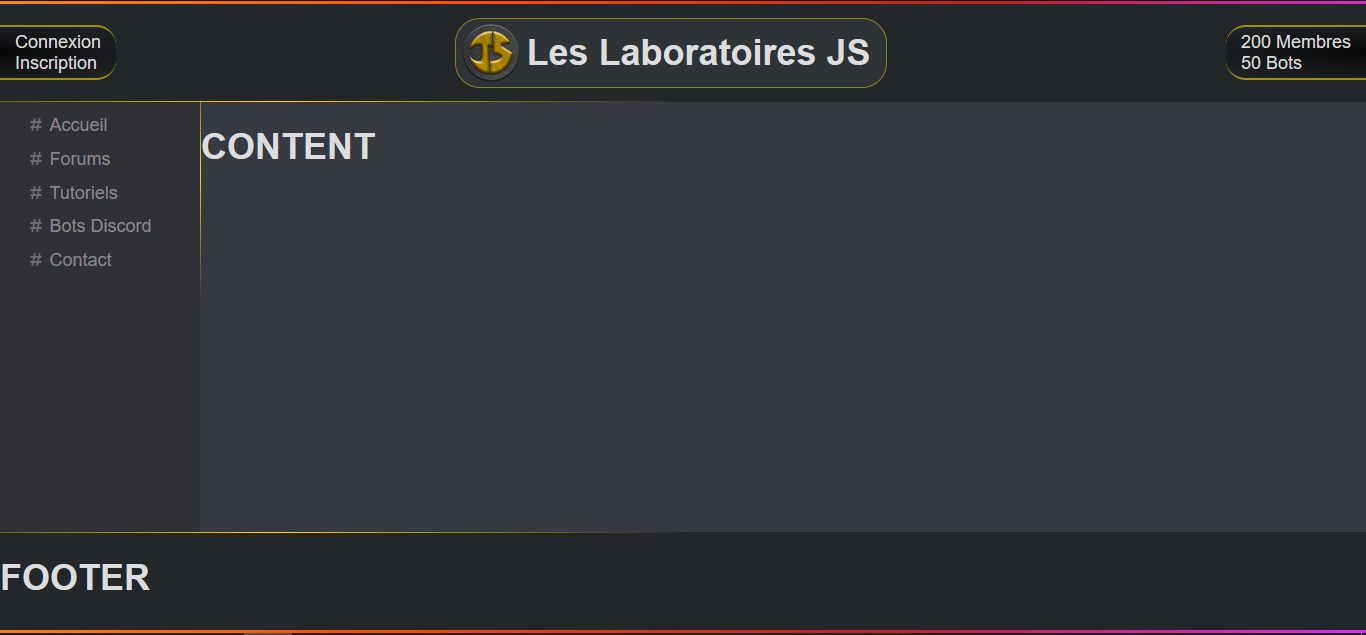 Connexion
Inscription
JS Les Laboratoires JS
200 Membres
50 Bots
# Accueil
# Forums
# Tutoriels
# Bots Discord
# Contact
CONTENT
FOOTER